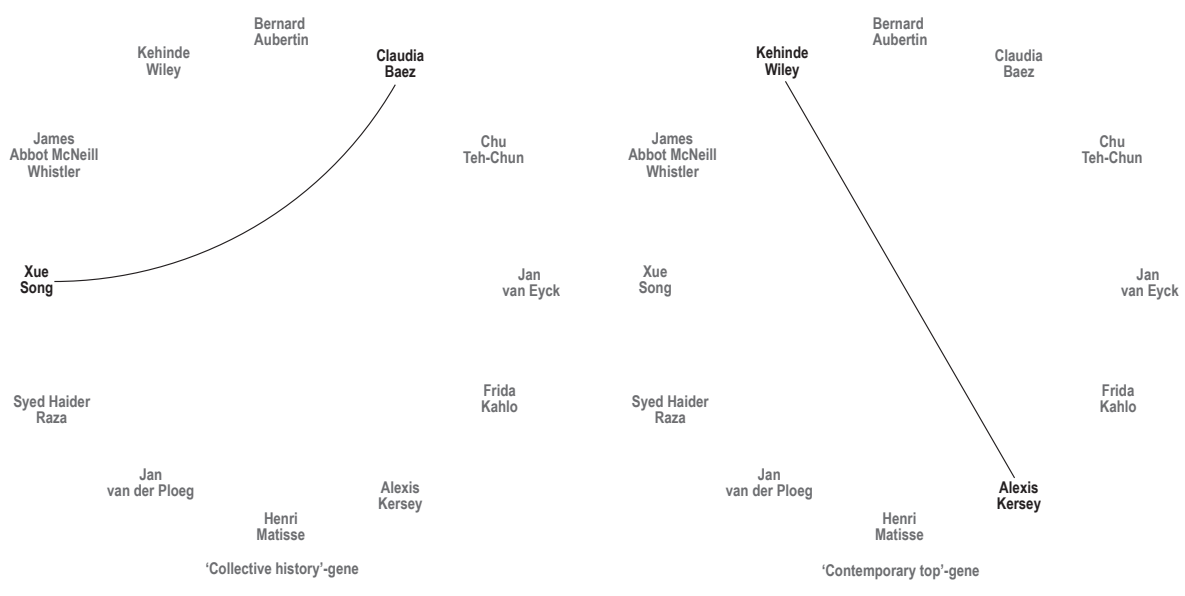 Bernard
Aubertin
Kehinde
Wiley
Claudia
Baez
James
Abbot McNeill
Whistler
Chu
Teh-Chun
Xue
Song
Jan
van Eyck
Syed Haider
Raza
Frida
Kahlo
Jan
van der Ploeg
Alexis
Kersey
Henri
Matisse
‘Collective history’-gene
Bernard
Aubertin
Kehinde
Wiley
Claudia
Baez
James
Abbot McNeill
Whistler
Chu
Teh-Chun
Xue
Song
Jan
van Eyck
Syed Haider
Raza
Frida
Kahlo
Jan
van der Ploeg
Alexis
Kersey
Henri
Matisse
‘Contemporary top’-gene